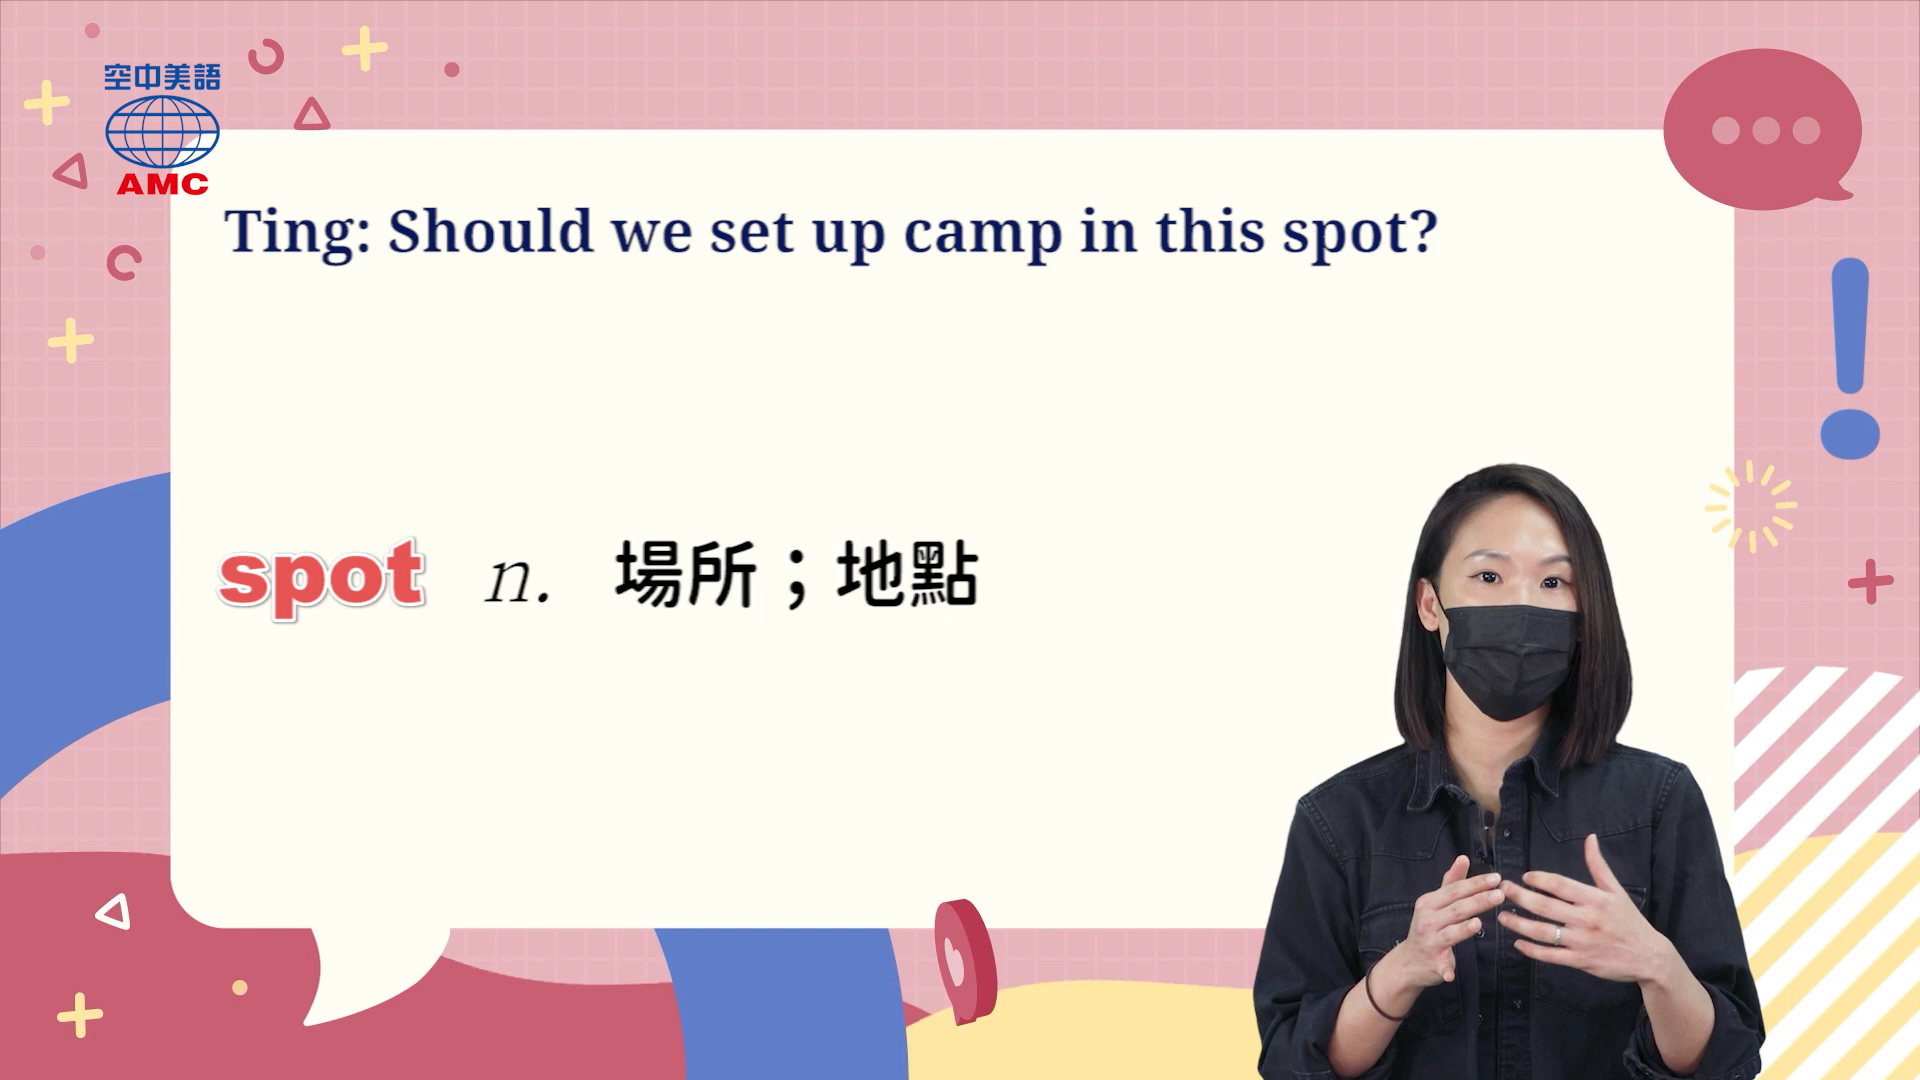 空中美語
AMC
Ting: Should we set up camp in this spot?
spot n. 場所；地點